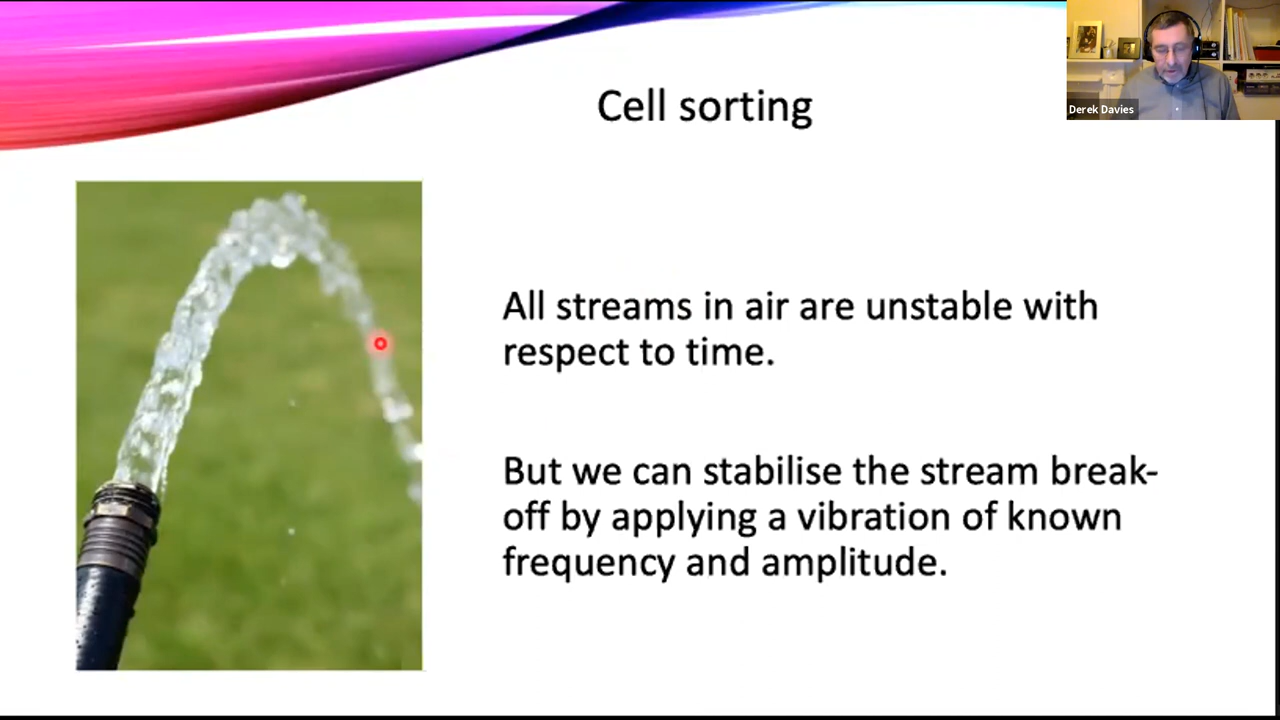 Cell sorting
Derek Davies
All streams in air are unstable with
respect to time.
But we can stabilise the stream break-
off by applying a vibration of known
frequency and amplitude.